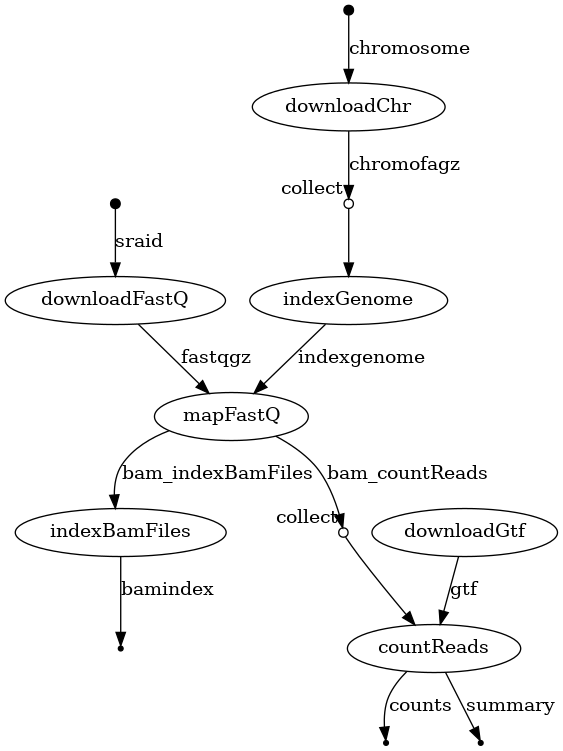 chromosome
downloadChr
chromofagz
collect
sraid
downloadFastQ
indexGenome
fastqgz
indexgenome
mapFastQ
bam_indexBamFiles
bam_countReads
collect
indexBamFiles
downloadGtf
bamindex
gtf
countReads
counts
summary